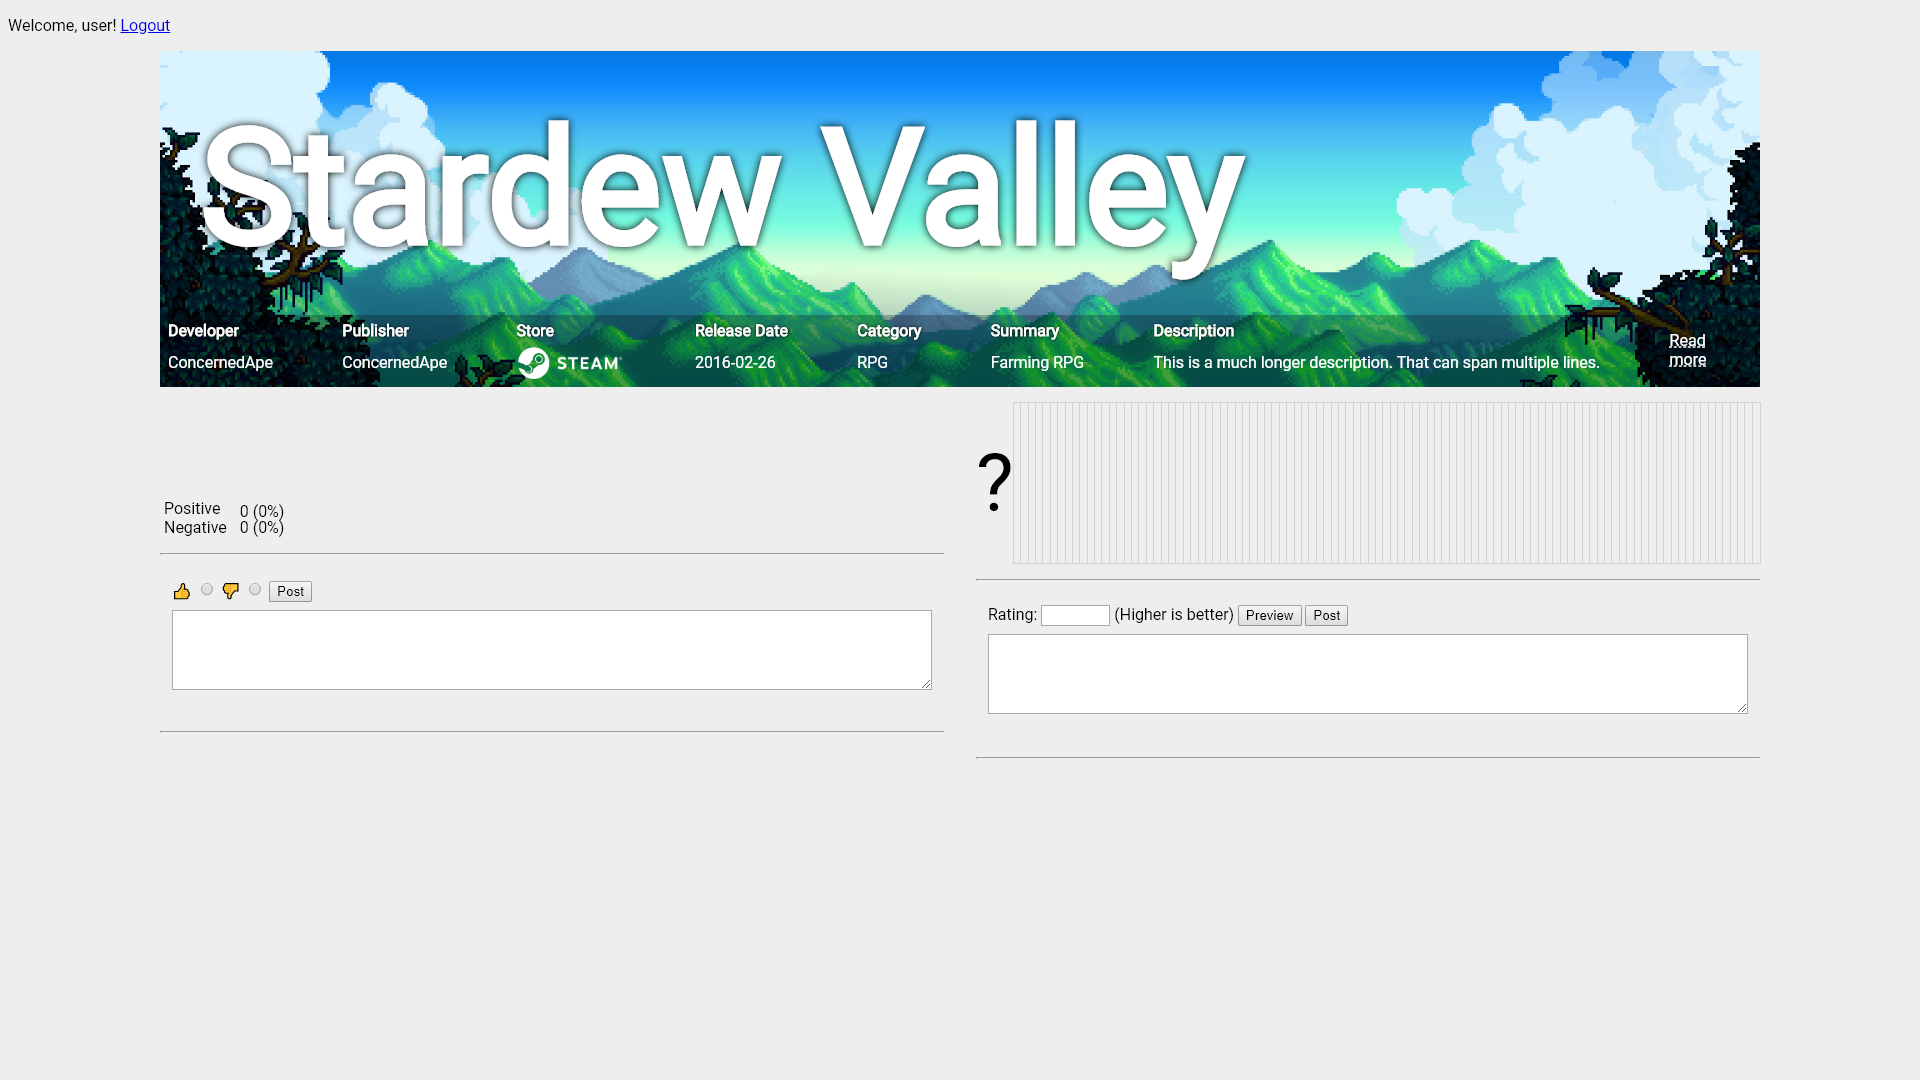 Welcome, user! Logout
Stardew Valley
Developer Publisher Store Release Date Category Summary Description
ConcernedApe ConcernedApe STEAM 2016-02-26 RPG Farming RPG This is a much longer description. That can span multiple lines.
Read
more
?
Positive 0 (0%)
Negative 0 (0%)
Post
Rating: (Higher is better) Preview Post